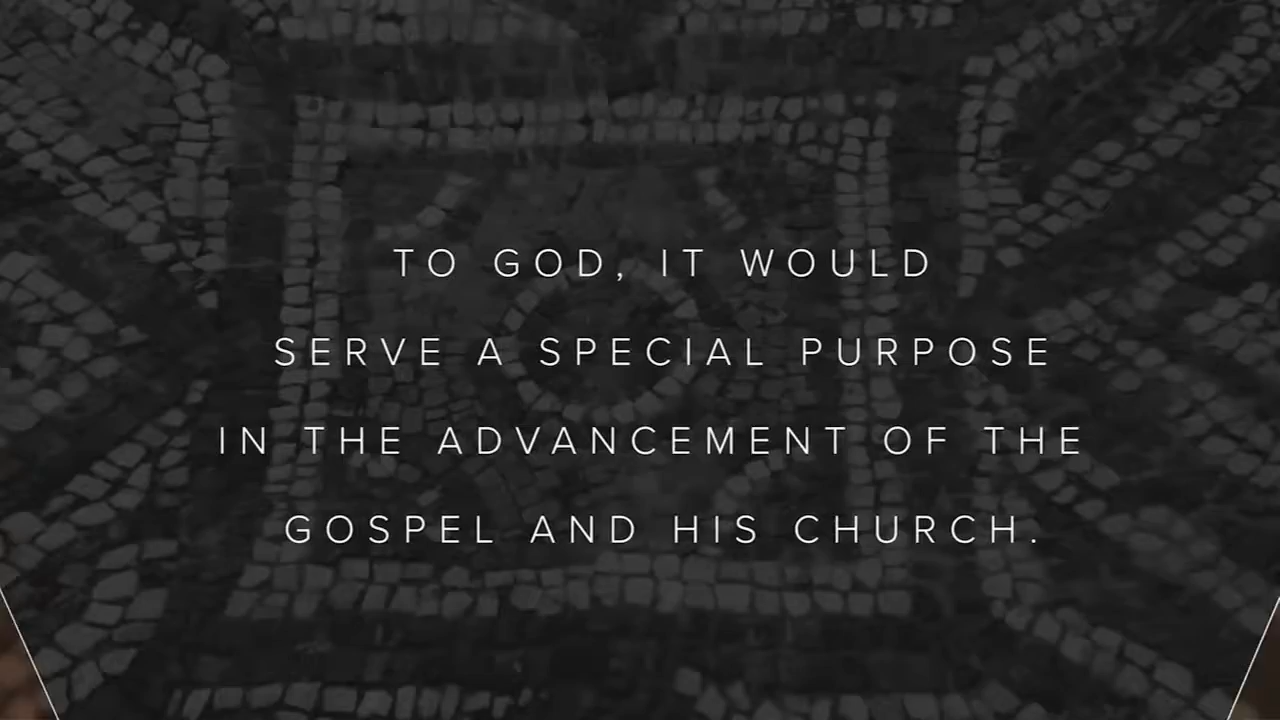 TO GOD, IT WOULD
SERVE A SPECIAL PURPOSE
IN THE ADVANCEMENT OF THE
GOSPEL AND HIS CHURCH.